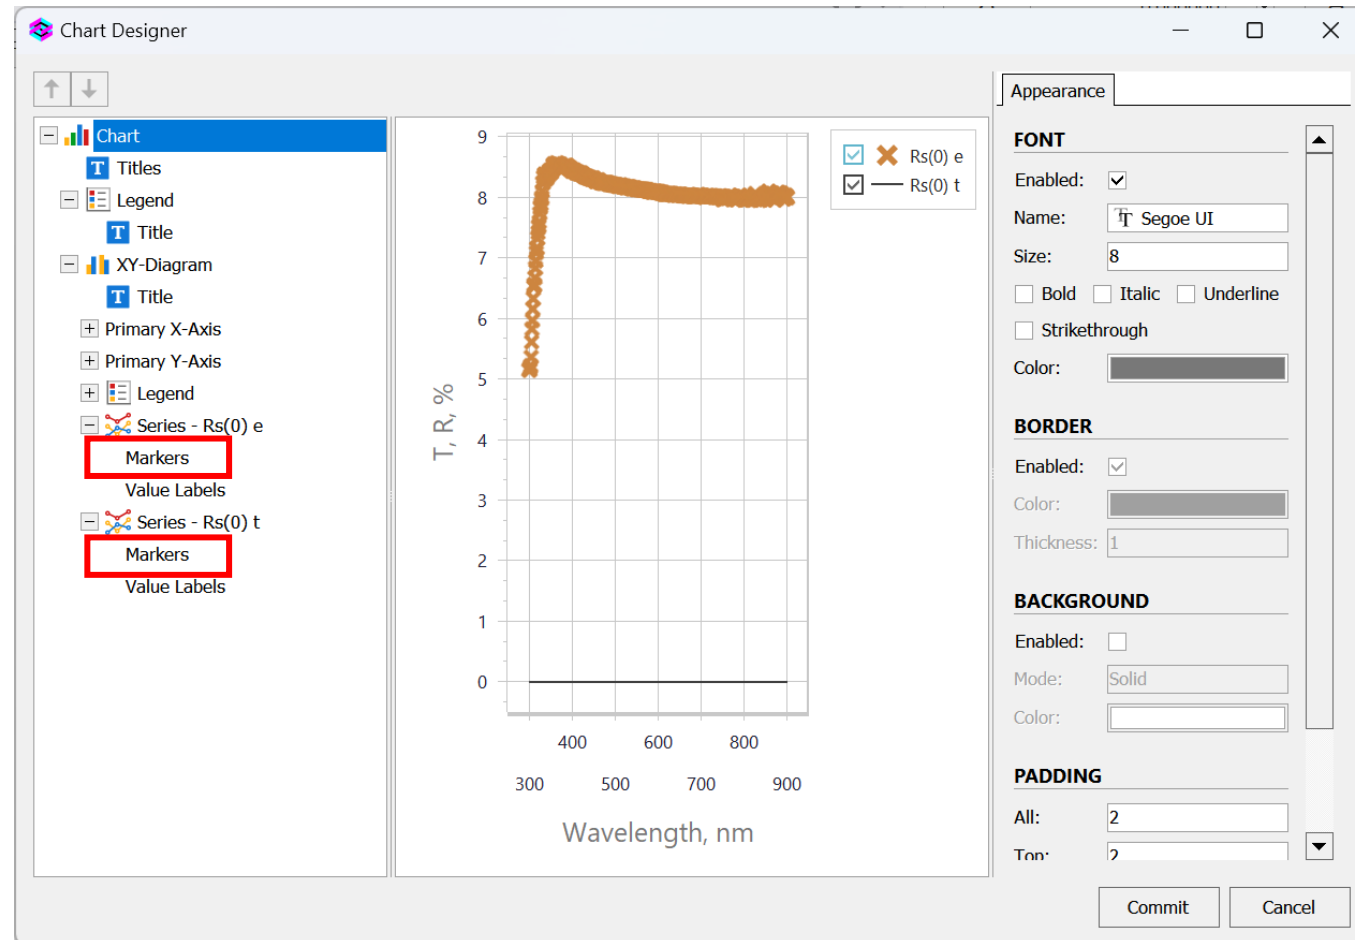 Chart Designer
Chart
Titles
Legend
Title
XY-Diagram
Title
Primary X-Axis
Primary Y-Axis
Legend
Series - Rs(0) e
Markers
Value Labels
Series - Rs(0) t
Markers
Value Labels
9
8
7
6
5
4
3
2
1
0
T, R, %
400 600 800
300 500 700 900
Wavelength, nm
Rs(0) e
Rs(0) t
Appearance
FONT
Enabled:
Name: Segoe UI
Size: 8
Bold Italic Underline
Strikethrough
Color:
BORDER
Enabled:
Color:
Thickness: 1
BACKGROUND
Enabled:
Mode: Solid
Color:
PADDING
All: 2
Top: 2
Commit Cancel